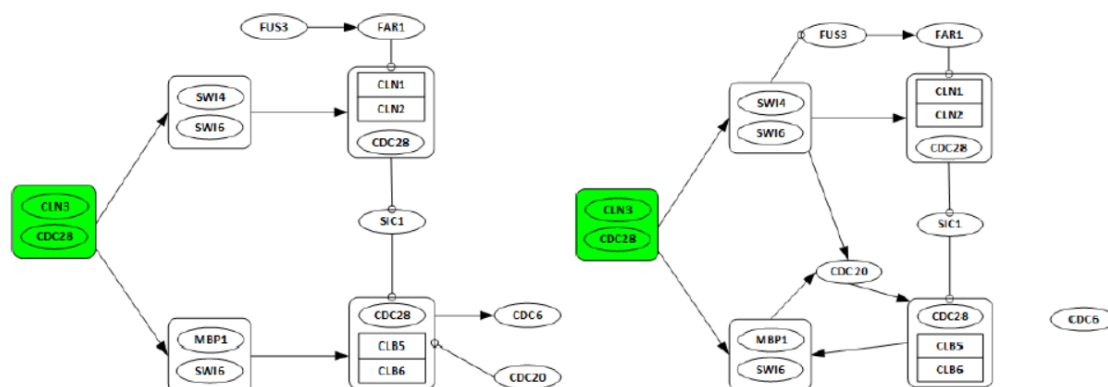 FUS3
FAR1
CLN1
CLN2
CDC28
SWI4
SWI6
CLN3
CDC28
SIC1
MBP1
SWI6
CDC28
CLB5
CLB6
CDC6
CDC20
FUS3
FAR1
CLN1
CLN2
CDC28
SWI4
SWI6
CLN3
CDC28
SIC1
CDC20
MBP1
SWI6
CDC28
CLB5
CLB6
CDC6